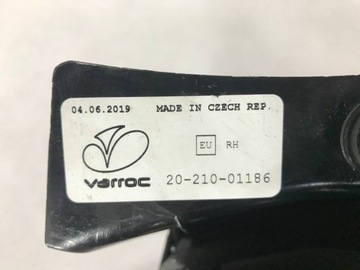 04.06.2019 MADE IN CZECH REP.
EU RH
varroc 20-210-01186